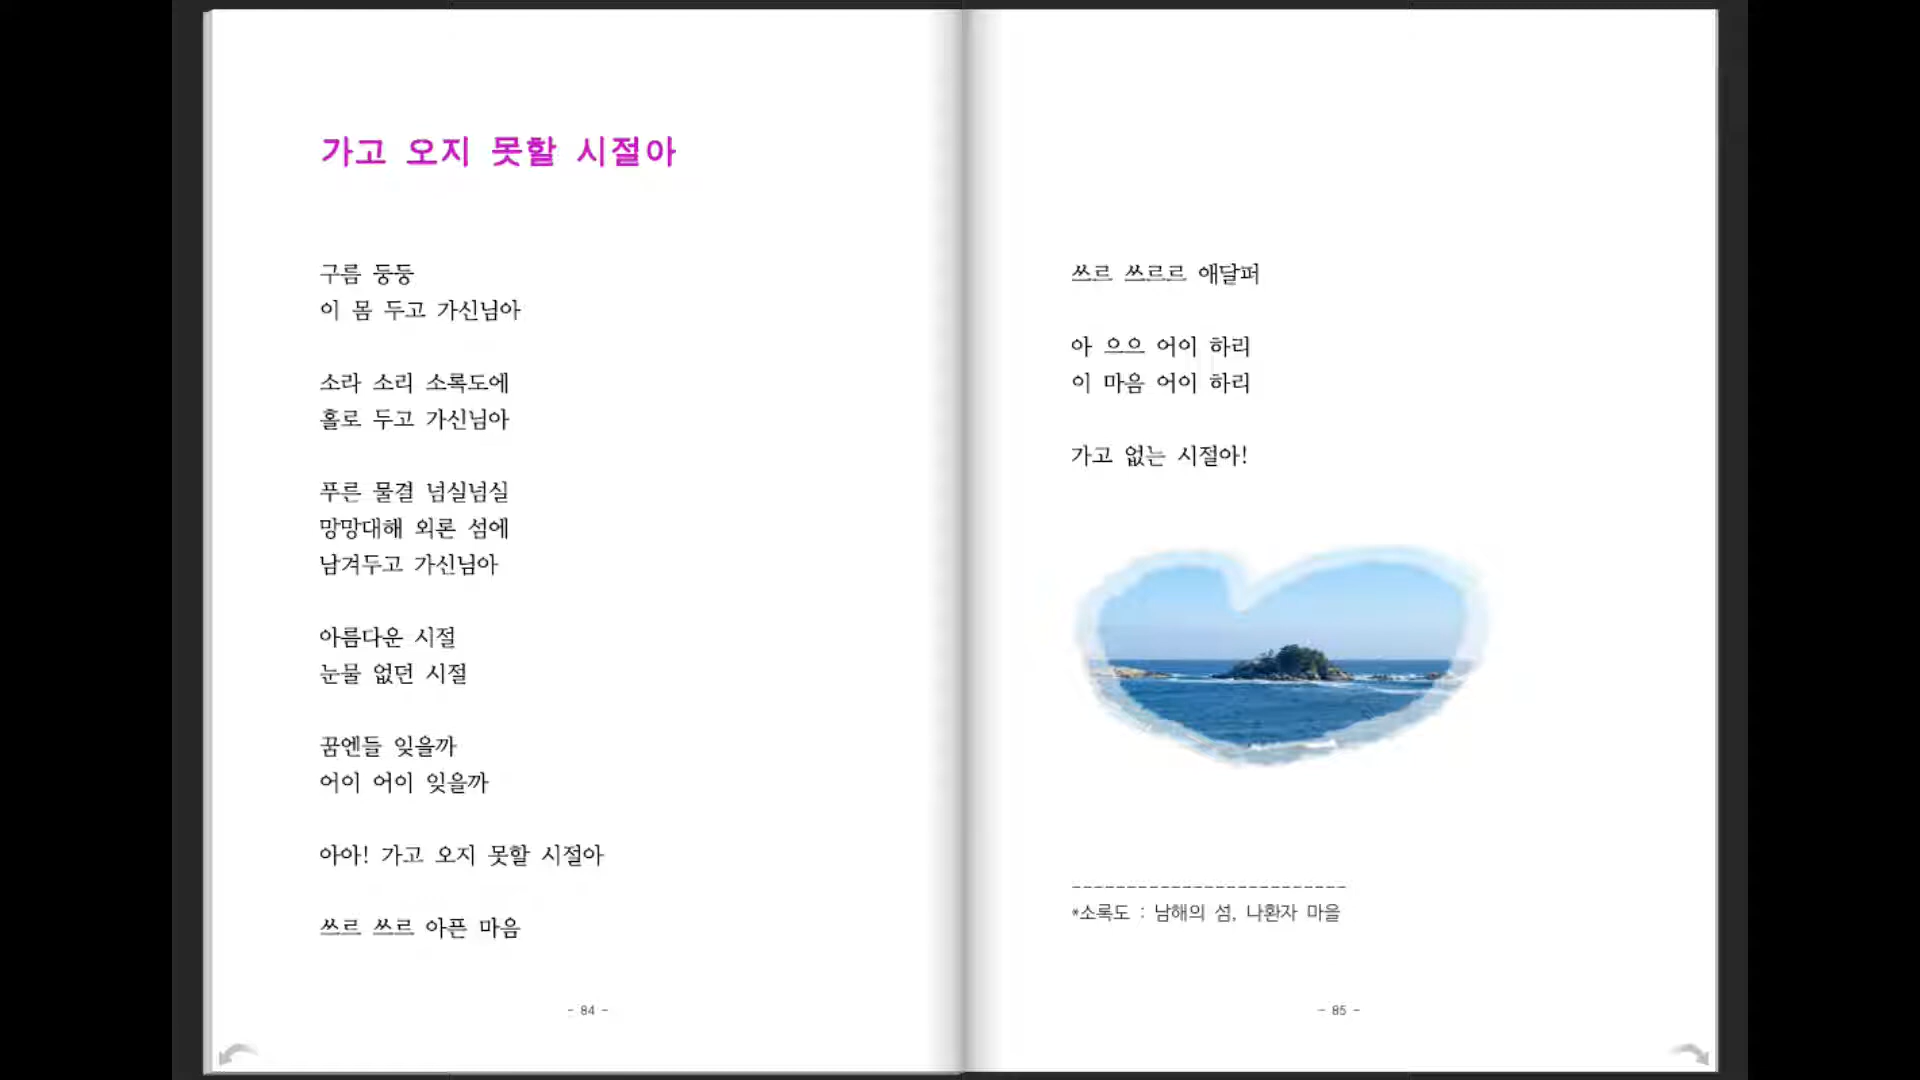 가고 오지 못할 시절아
구름 둥둥
이 몸 두고 가신님아
소라 소리 소록도에
홀로 두고 가신님아
푸른 물결 넘실넘실
망망대해 외론 섬에
남겨두고 가신님아
아름다운 시절
눈물 없던 시절
꿈엔들 잊을까
어이 어이 잊을까
아아! 가고 오지 못할 시절아
쓰르 쓰르 아픈 마음
- 84 -
쓰르 쓰르르 애달퍼
아 으으 어이 하리
이 마음 어이 하리
가고 없는 시절아!
--------------------------
*소록도 : 남해의 섬, 나환자 마을
- 85 -